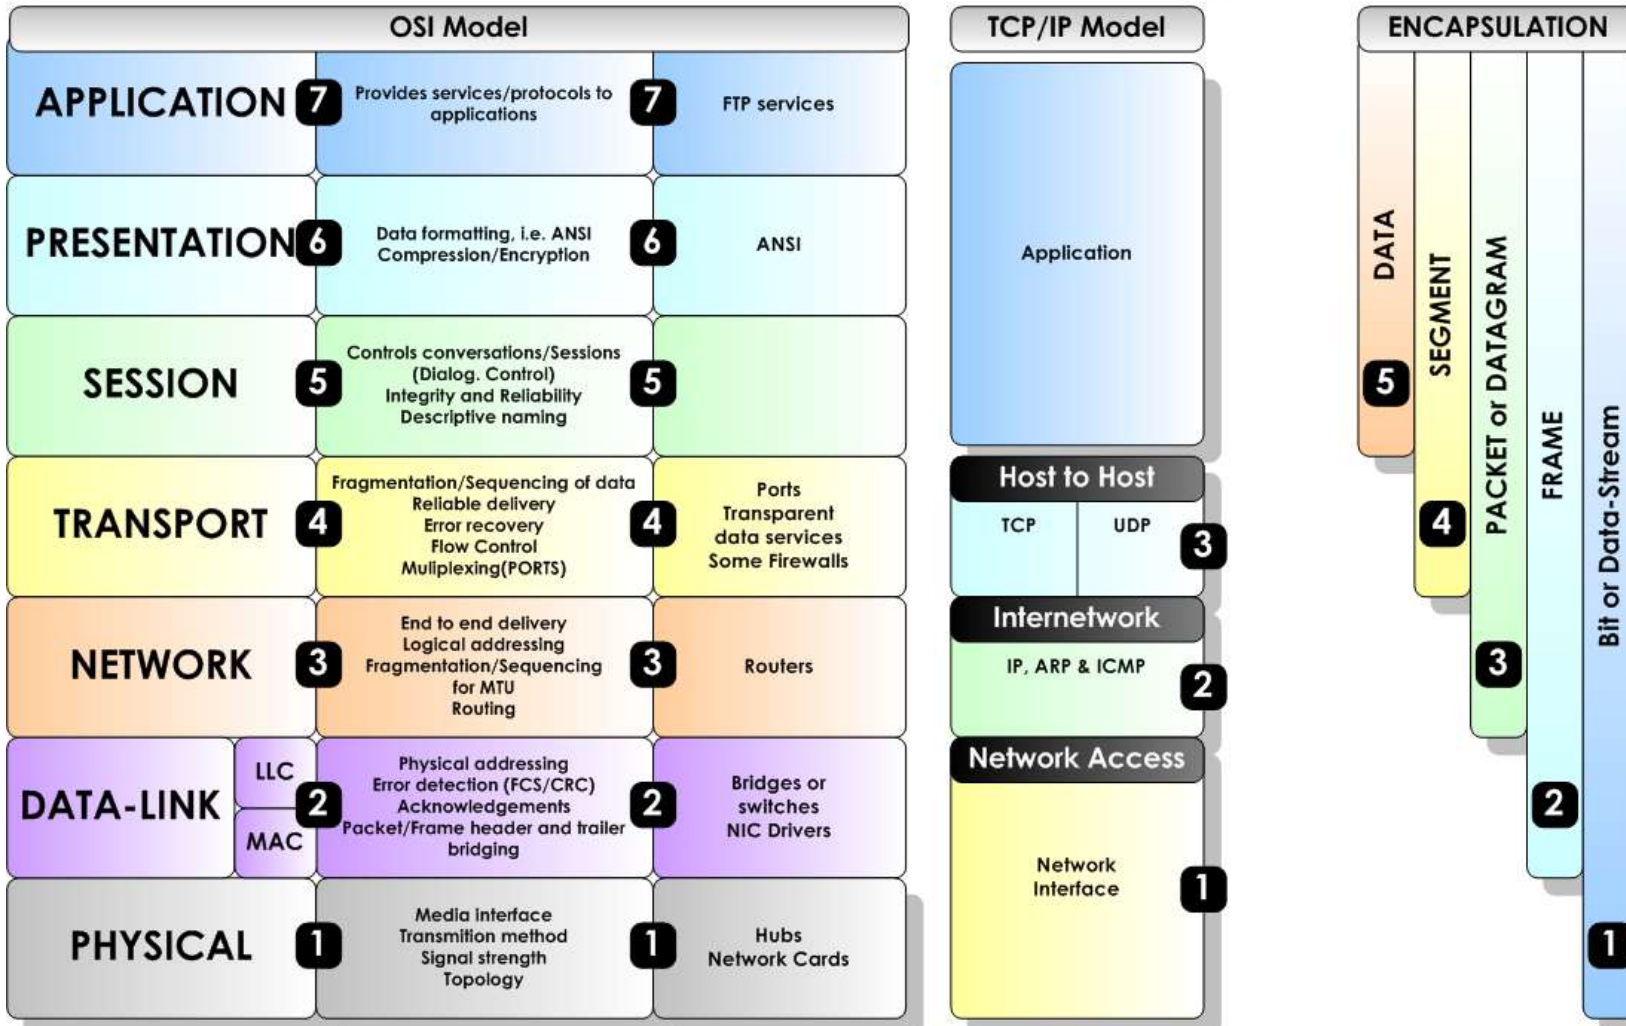 OSI Model
APPLICATION
7
Provides services/protocols to
applications
7
FTP services
PRESENTATION
6
Data formatting, i.e. ANSI
Compression/Encryption
6
ANSI
SESSION
5
Controls conversations/Sessions
(Dialog. Control)
Integrity and Reliability
Descriptive naming
5
TRANSPORT
4
Fragmentation/Sequencing of data
Reliable delivery
Error recovery
Flow Control
Muliplexing(PORTS)
4
Ports
Transparent
data services
Some Firewalls
NETWORK
3
End to end delivery
Logical addressing
Fragmentation/Sequencing
for MTU
Routing
3
Routers
DATA-LINK
LLC
MAC
2
Physical addressing
Error detection (FCS/CRC)
Acknowledgements
Packet/Frame header and trailer
bridging
2
Bridges or
switches
NIC Drivers
PHYSICAL
1
Media interface
Transmition method
Signal strength
Topology
1
Hubs
Network Cards
TCP/IP Model
Application
Host to Host
TCP
UDP
3
Internetwork
IP, ARP & ICMP
2
Network Access
Network
Interface
1
ENCAPSULATION
DATA
5
SEGMENT
4
PACKET or DATAGRAM
3
FRAME
2
Bit or Data-Stream
1